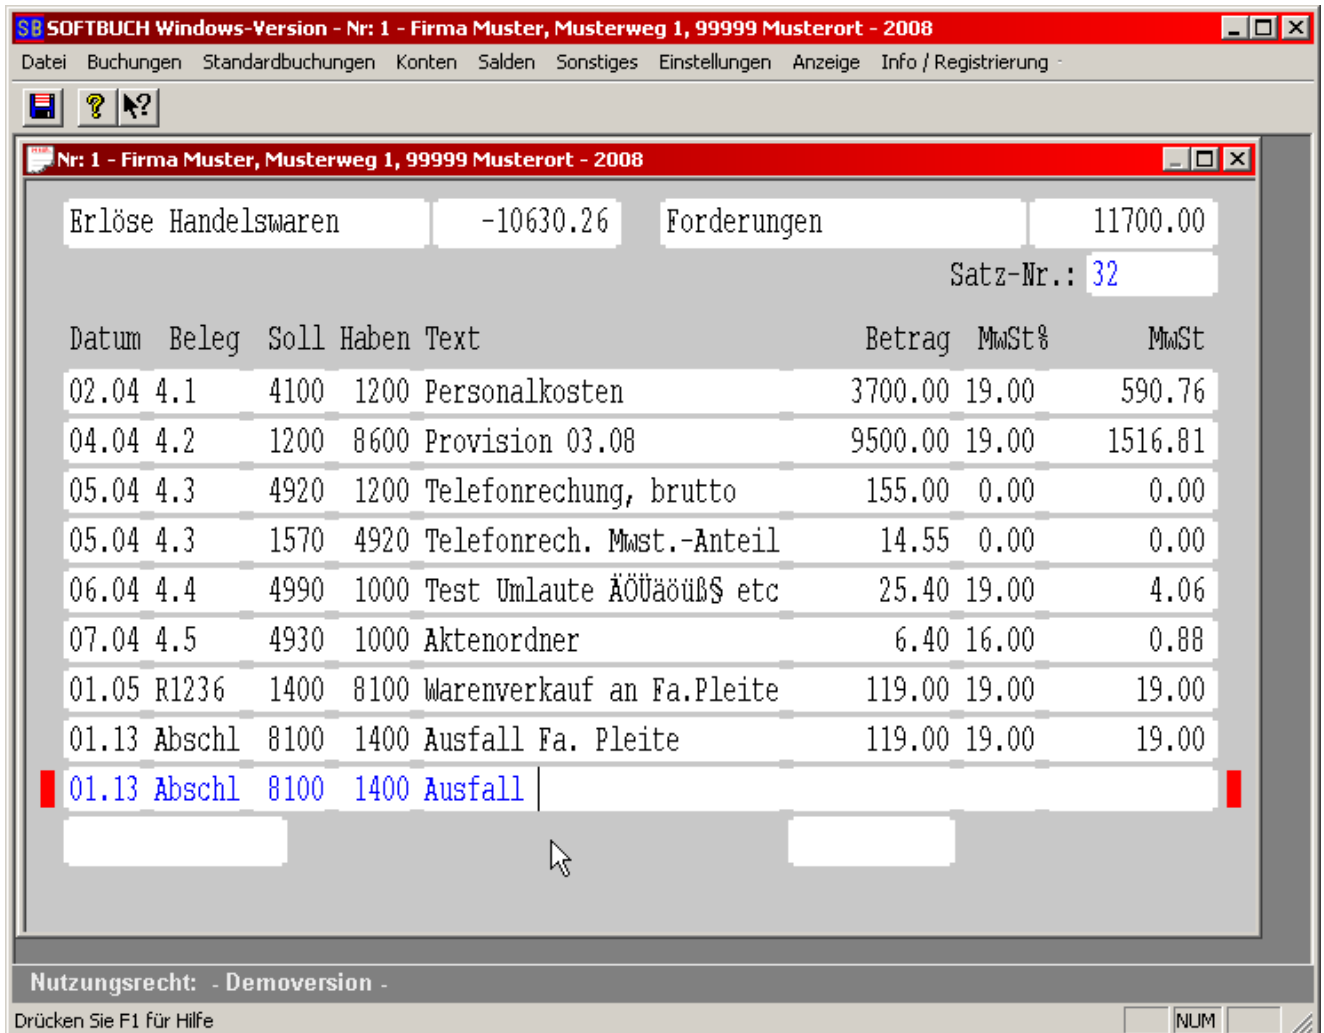 SB SOFTBUCH Windows-Version - Nr: 1 - Firma Muster, Musterweg 1, 99999 Musterort - 2008
Datei Buchungen Standardbuchungen Konten Salden Sonstiges Einstellungen Anzeige Info / Registrierung
Nr: 1 - Firma Muster, Musterweg 1, 99999 Musterort - 2008
Erlöse Handelswaren -10630.26 Forderungen 11700.00
Satz-Nr.: 32
Datum Beleg Soll Haben Text Betrag MwSt% MwSt
02.04 4.1 4100 1200 Personalkosten 3700.00 19.00 590.76
04.04 4.2 1200 8600 Provision 03.08 9500.00 19.00 1516.81
05.04 4.3 4920 1200 Telefonrechung, brutto 155.00 0.00 0.00
05.04 4.3 1570 4920 Telefonrech. Mwst.-Anteil 14.55 0.00 0.00
06.04 4.4 4990 1000 Test Umlaute ÄÖÜäöüß§ etc 25.40 19.00 4.06
07.04 4.5 4930 1000 Aktenordner 6.40 16.00 0.88
01.05 R1236 1400 8100 Warenverkauf an Fa.Pleite 119.00 19.00 19.00
01.13 Abschl 8100 1400 Ausfall Fa. Pleite 119.00 19.00 19.00
01.13 Abschl 8100 1400 Ausfall
Nutzungsrecht: - Demoversion -
Drücken Sie F1 für Hilfe NUM